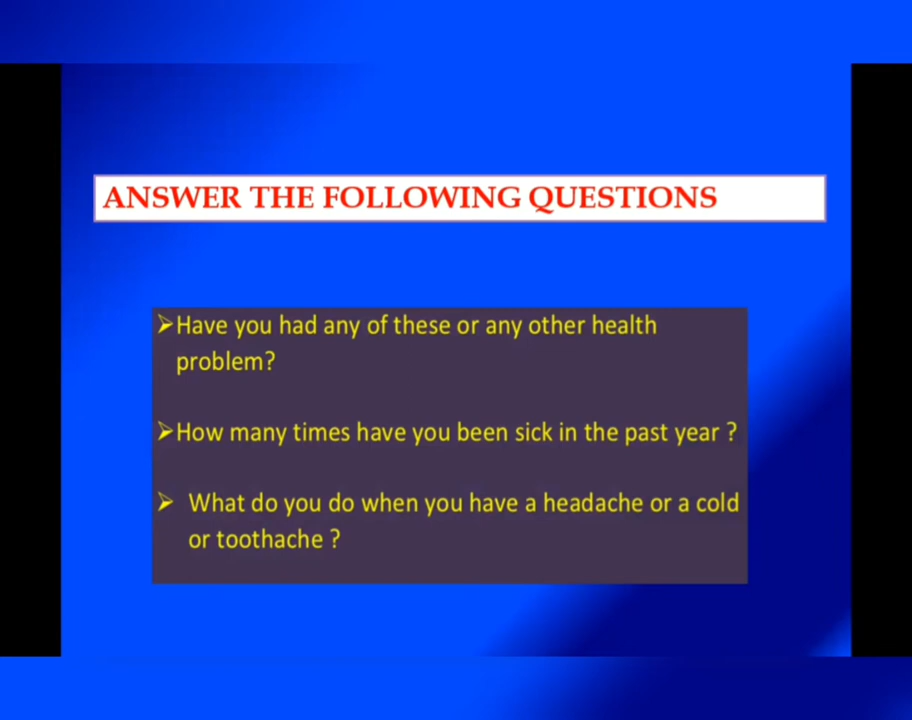 ANSWER THE FOLLOWING QUESTIONS
➢Have you had any of these or any other health
problem?
➢How many times have you been sick in the past year ?
➢ What do you do when you have a headache or a cold
or toothache ?